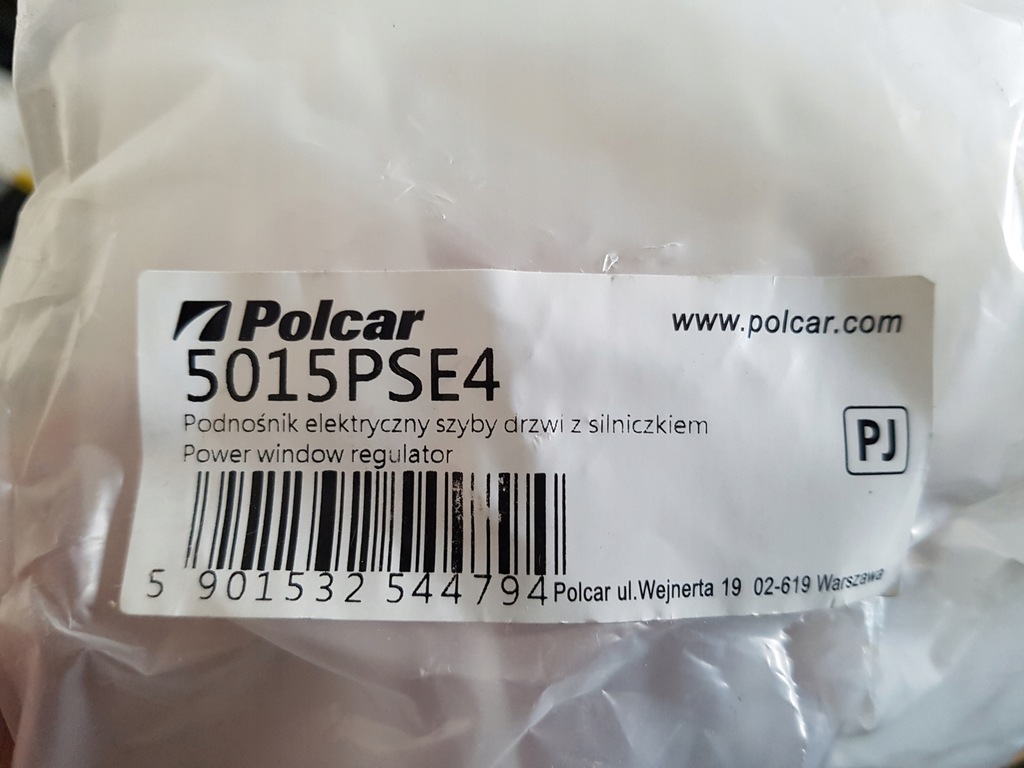 Polcar
www.polcar.com
5015PSE4
Podnośnik elektryczny szyby drzwi z silniczkiem
Power window regulator
PJ
5 901532 544794
Polcar ul.Wejnerta 19 02-619 Warszawa